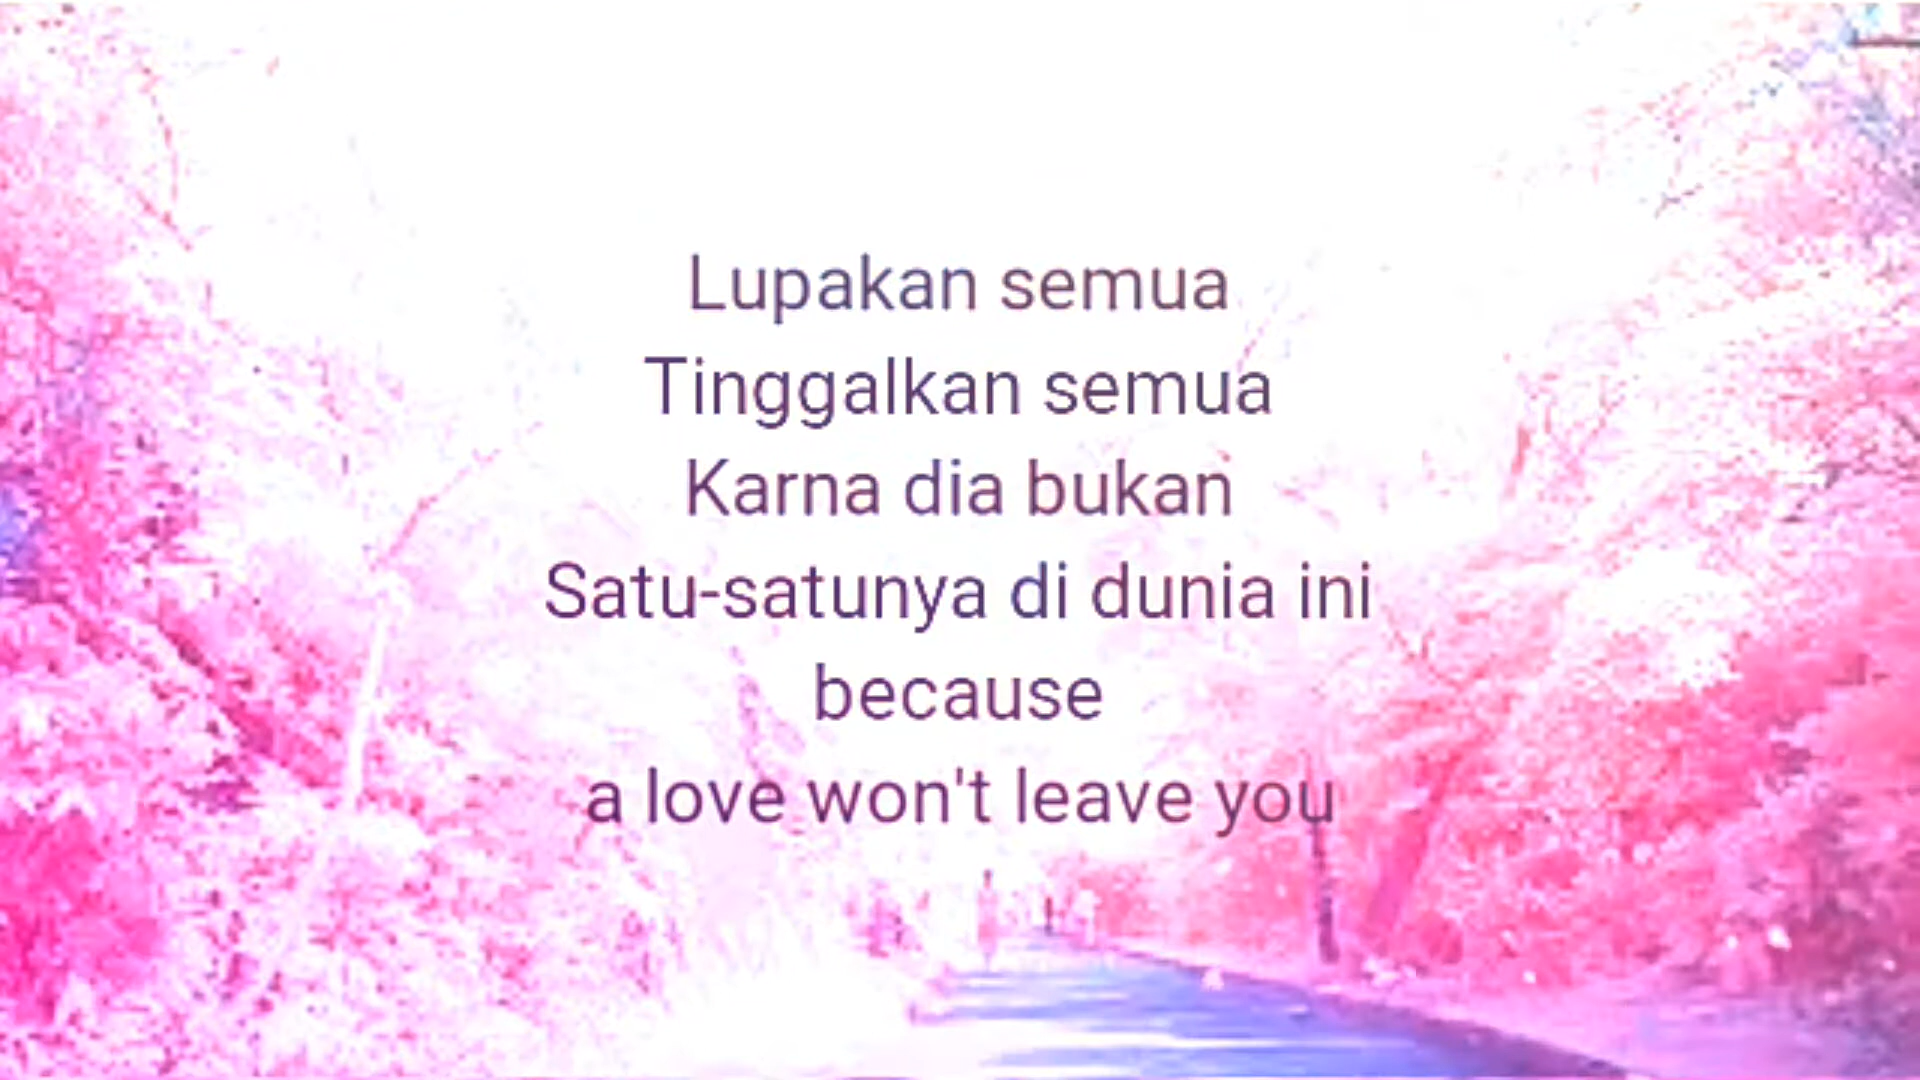 Lupakan semua
Tinggalkan semua
Karna dia bukan
Satu-satunya di dunia ini
because
a love won't leave you